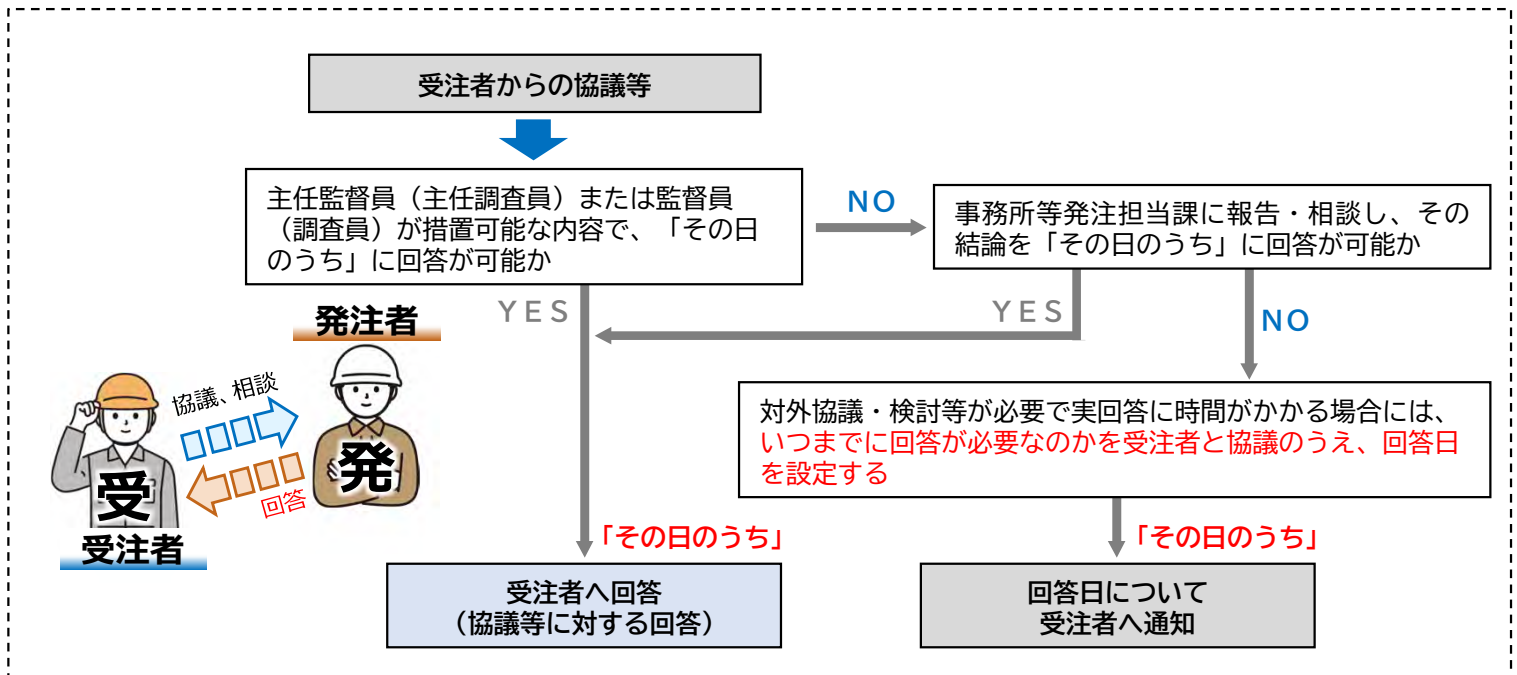 受注者からの協議等
主任監督員（主任調査員）または監督員
（調査員）が措置可能な内容で、「その日
のうち」に回答が可能か
NO
事務所等発注担当課に報告・相談し、その
結論を「その日のうち」に回答が可能か
YES
YES
NO
発注者
協議、相談
発
受
回答
受注者
対外協議・検討等が必要で実回答に時間がかかる場合には、
いつまでに回答が必要なのかを受注者と協議のうえ、回答日
を設定する
「その日のうち」
「その日のうち」
受注者へ回答
（協議等に対する回答）
回答日について
受注者へ通知